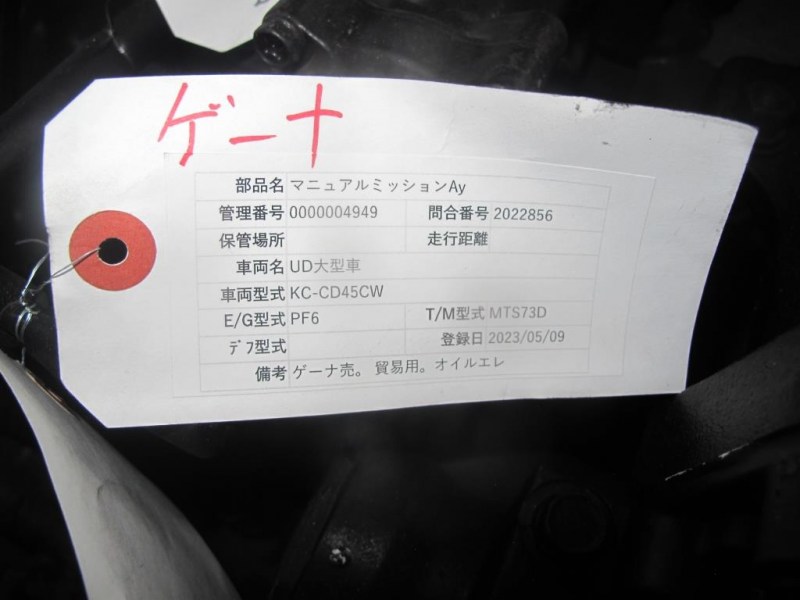 ゲーナ
部品名 マニュアルミッションAy
管理番号 0000004949 問合番号 2022856
保管場所 走行距離
車両名 UD大型車
車両型式 KC-CD45CW
E/G型式 PF6 T/M型式 MTS73D
ﾃﾞﾌ型式 登録日 2023/05/09
備考 ゲーナ売。貿易用。オイルエレ